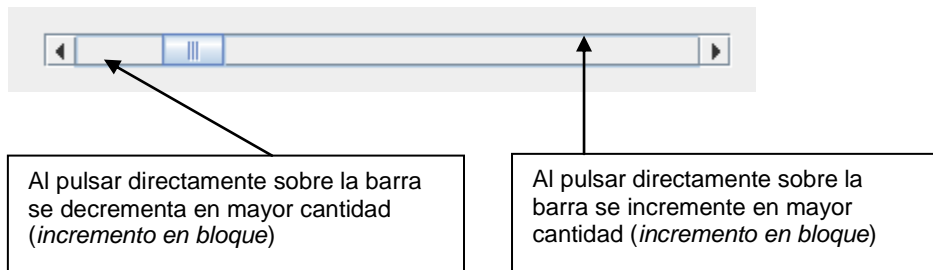 Al pulsar directamente sobre la barra
se decrementa en mayor cantidad
(incremento en bloque)
Al pulsar directamente sobre la
barra se incremente en mayor
cantidad (incremento en bloque)